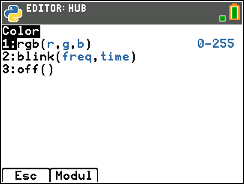 EDITOR: HUB
Color
1:rgb(r,g,b) 0-255
2:blink(freq,time)
3:off()
Esc Modul